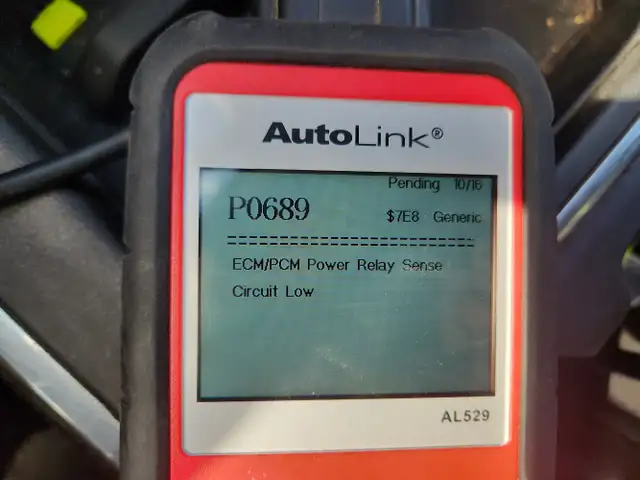 AutoLink®
Pending 10/16
P0689 $7E8 Generic
ECM/PCM Power Relay Sense
Circuit Low
AL529